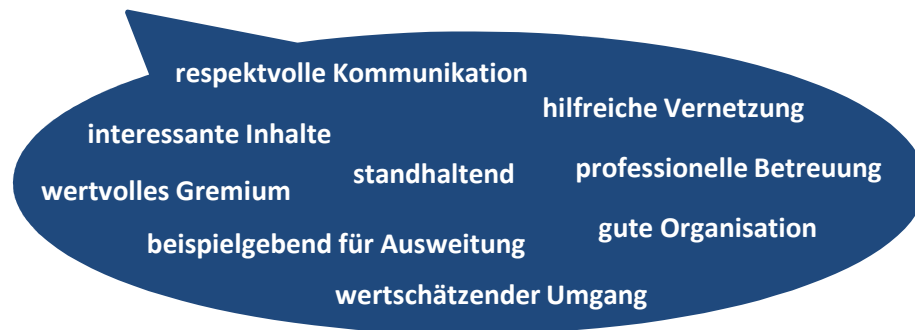 respektvolle Kommunikation
hilfreiche Vernetzung
interessante Inhalte
standhaltend
professionelle Betreuung
wertvolles Gremium
gute Organisation
beispielgebend für Ausweitung
wertschätzender Umgang